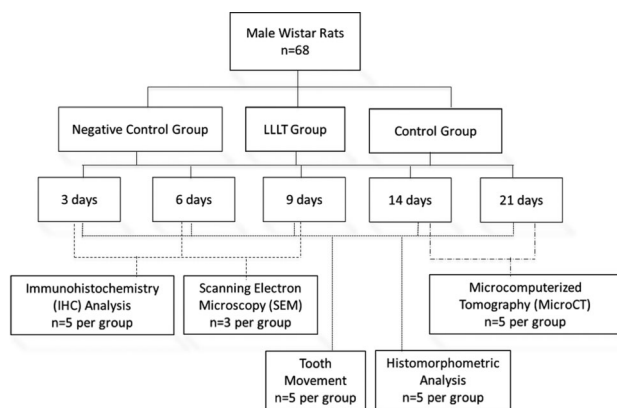 Male Wistar Rats
n=68
Negative Control Group
LLLT Group
Control Group
3 days
6 days
9 days
14 days
21 days
Immunohistochemistry
(IHC) Analysis
n=5 per group
Scanning Electron
Microscopy (SEM)
n=3 per group
Microcomputerized
Tomography (MicroCT)
n=5 per group
Tooth
Movement
n=5 per group
Histomorphometric
Analysis
n=5 per group